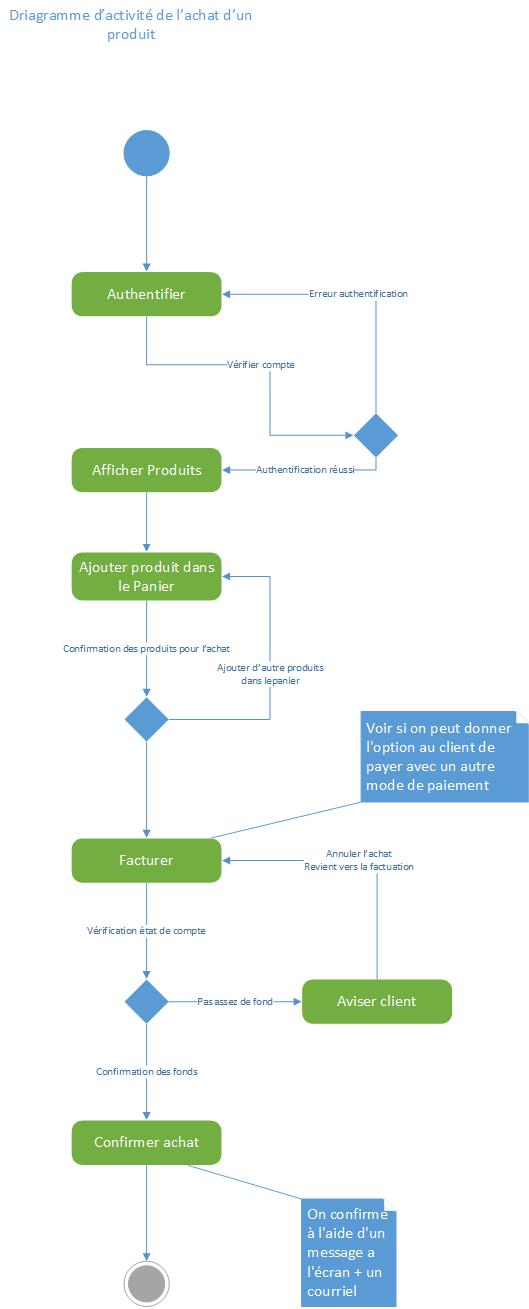 Driagramme d'activité de l'achat d'un
produit
Authentifier
Erreur authentification
Vérifier compte
Afficher Produits
Authentification réussi
Ajouter produit dans
le Panier
Confirmation des produits pour l'achat
Ajouter d'autre produits
dans lepanier
Voir si on peut donner
l'option au client de
payer avec un autre
mode de paiement
Facturer
Annuler l'achat
Revient vers la factuation
Vérification état de compte
Pas assez de fond
Aviser client
Confirmation des fonds
Confirmer achat
On confirme
à l'aide d'un
message a
l'écran + un
courriel